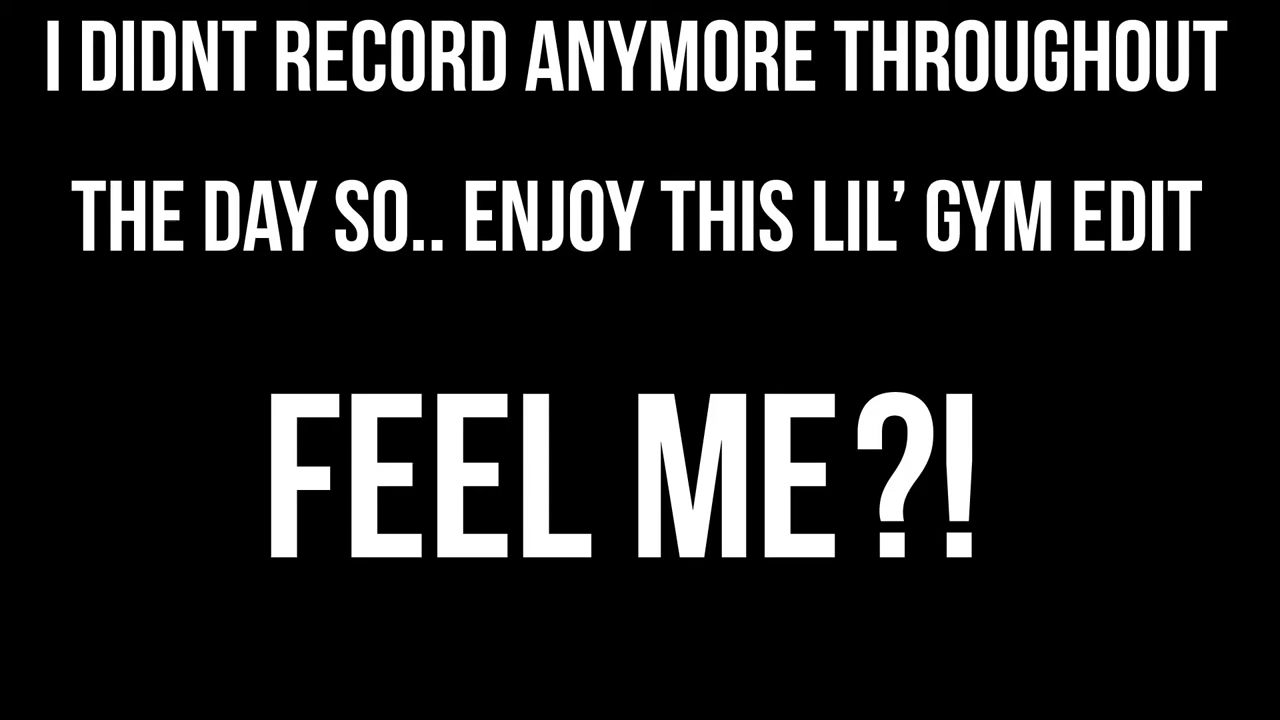 I DIDNT RECORD ANYMORE THROUGHOUT
THE DAY SO.. ENJOY THIS LIL’ GYM EDIT
FEEL ME?!